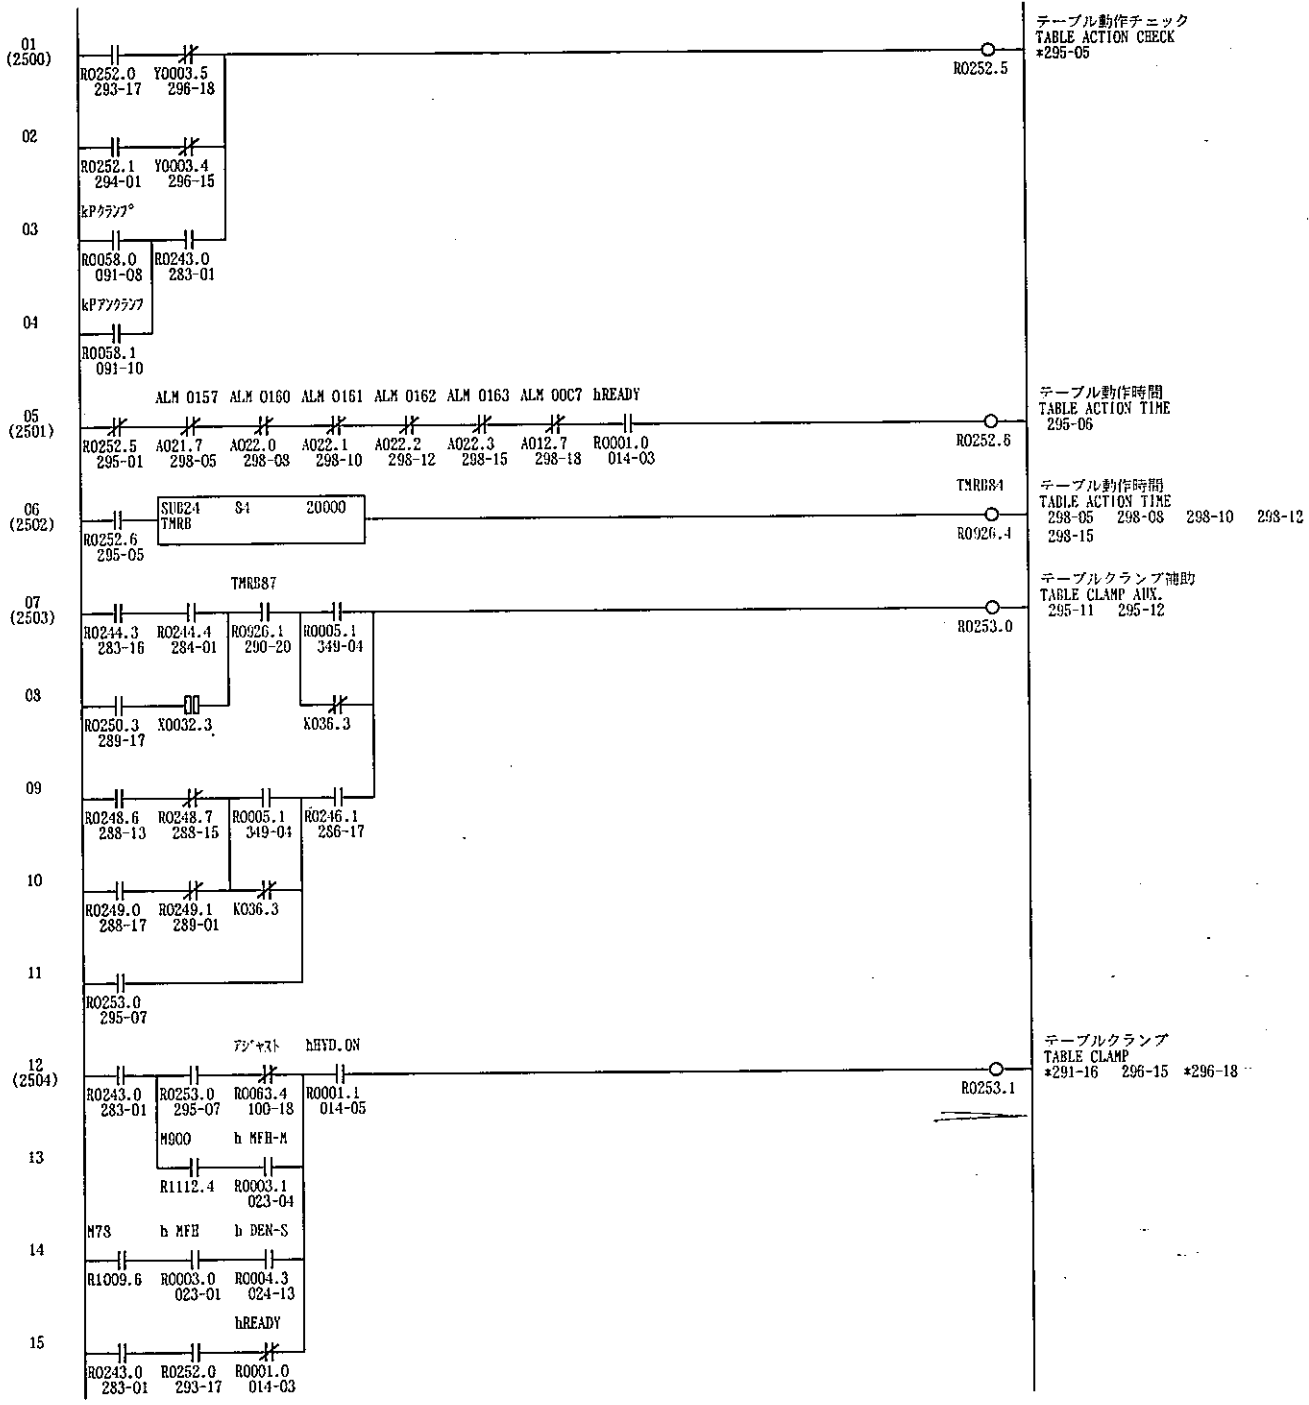 テーブル動作チェック
01 TABLE ACTION CHECK
(2500) *295-05
R0252.0 Y0003.5 R0252.5
293-17 296-18
02
R0252.1 Y0003.4
294-01 296-15
kPクランプ
03
R0058.0 R0243.0
091-08 283-01
kPアンクランプ
04
R0058.1
091-10
テーブル動作時間
ALM 0157 ALM 0160 ALM 0161 ALM 0162 ALM 0163 ALM 00C7 hREADY
05 TABLE ACTION TIME
(2501) 295-06
R0252.5 A021.7 A022.0 A022.1 A022.2 A022.3 A012.7 R0001.0 R0252.6
295-01 298-05 298-08 298-10 298-12 298-15 298-18 014-03
TMRB84 テーブル動作時間
06 SUB24 84 20000 TABLE ACTION TIME
(2502) TMRB 298-05 298-08 298-10 298-12
R0252.6 R0926.4 298-15
295-05
TMRB87 テーブルクランプ補助
07 TABLE CLAMP AUX.
(2503) 295-11 295-12
R0244.3 R0244.4 R0926.1 R0005.1 R0253.0
283-16 284-01 290-20 349-04
08
R0250.3 X0032.3 K036.3
289-17
09
R0248.6 R0248.7 R0005.1 R0246.1
288-13 288-15 349-04 286-17
10
R0249.0 R0249.1 K036.3
288-17 289-01
11
R0253.0
295-07
アジャスト hHYD.ON テーブルクランプ
12 TABLE CLAMP
(2504) *291-16 296-15 *296-18
R0243.0 R0253.0 R0063.4 R0001.1 R0253.1
283-01 295-07 100-18 014-05
M900 h MFH-M
13
R1112.4 R0003.1
023-04
M78 h MFH h DEN-S
14
R1009.6 R0003.0 R0004.3
023-01 024-13
hREADY
15
R0243.0 R0252.0 R0001.0
283-01 293-17 014-03